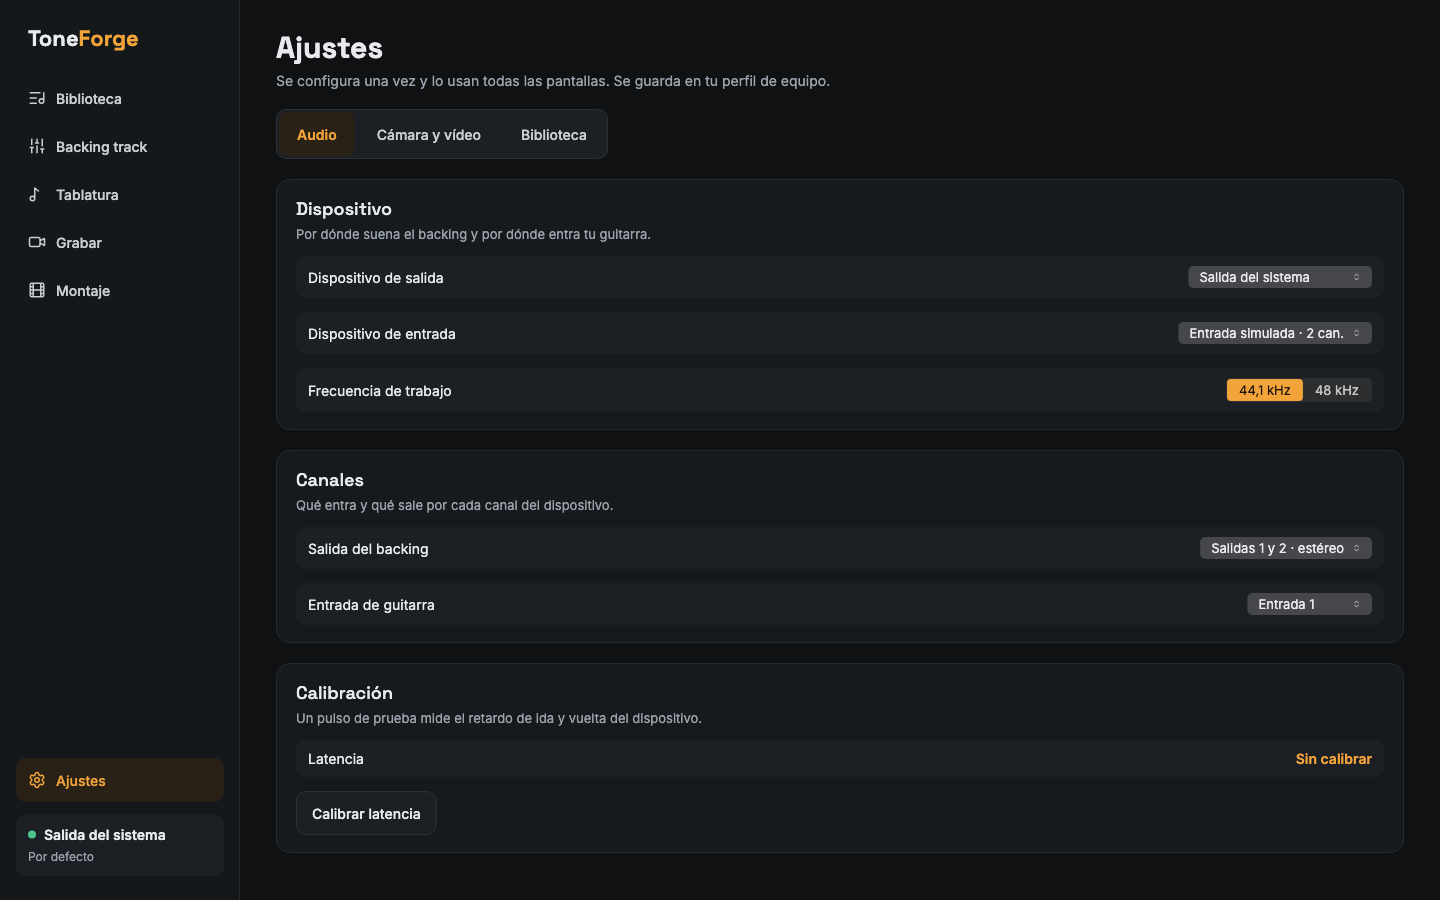 ToneForge
Biblioteca
Backing track
Tablatura
Grabar
Montaje
Ajustes
Salida del sistema
Por defecto
Ajustes
Se configura una vez y lo usan todas las pantallas. Se guarda en tu perfil de equipo.
Audio
Cámara y vídeo
Biblioteca
Dispositivo
Por dónde suena el backing y por dónde entra tu guitarra.
Dispositivo de salida
Salida del sistema
Dispositivo de entrada
Entrada simulada · 2 can.
Frecuencia de trabajo
44,1 kHz
48 kHz
Canales
Qué entra y qué sale por cada canal del dispositivo.
Salida del backing
Salidas 1 y 2 · estéreo
Entrada de guitarra
Entrada 1
Calibración
Un pulso de prueba mide el retardo de ida y vuelta del dispositivo.
Latencia
Sin calibrar
Calibrar latencia